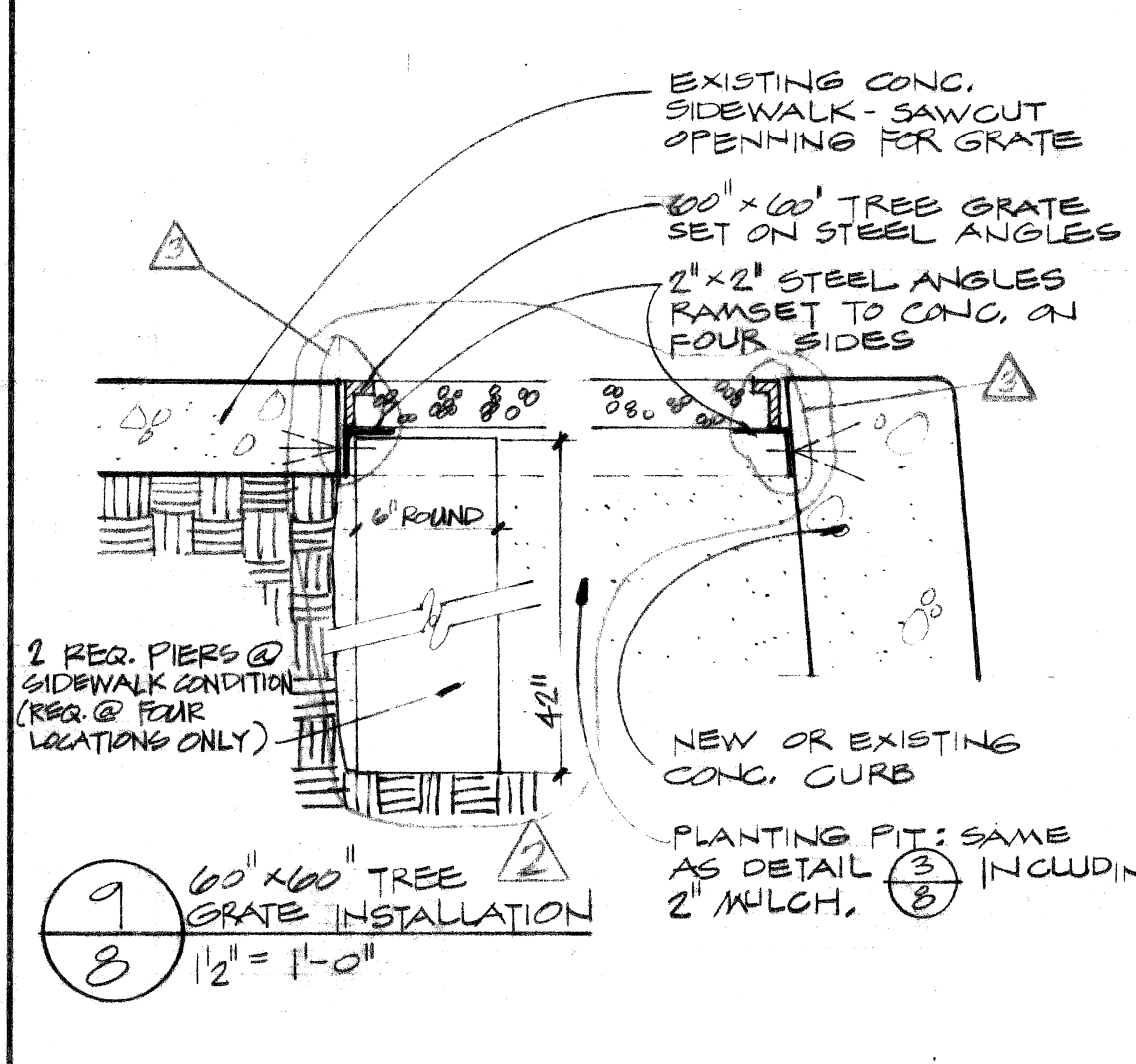 EXISTING CONC.
SIDEWALK - SAWCUT
OPENNING FOR GRATE
60" x 60' TREE GRATE
SET ON STEEL ANGLES
2" x 2" STEEL ANGLES
RAMSET TO CONC. ON
FOUR SIDES
3
3
6" ROUND
42"
2 REQ. PIERS @
SIDEWALK CONDITION
(REQ. @ FOUR
LOCATIONS ONLY)
NEW OR EXISTING
CONC. CURB
PLANTING PIT: SAME
AS DETAIL 3/8 INCLUDIN
2" MULCH.
2
9
8
60" x 60" TREE
GRATE INSTALLATION
1'2" = 1'-0"